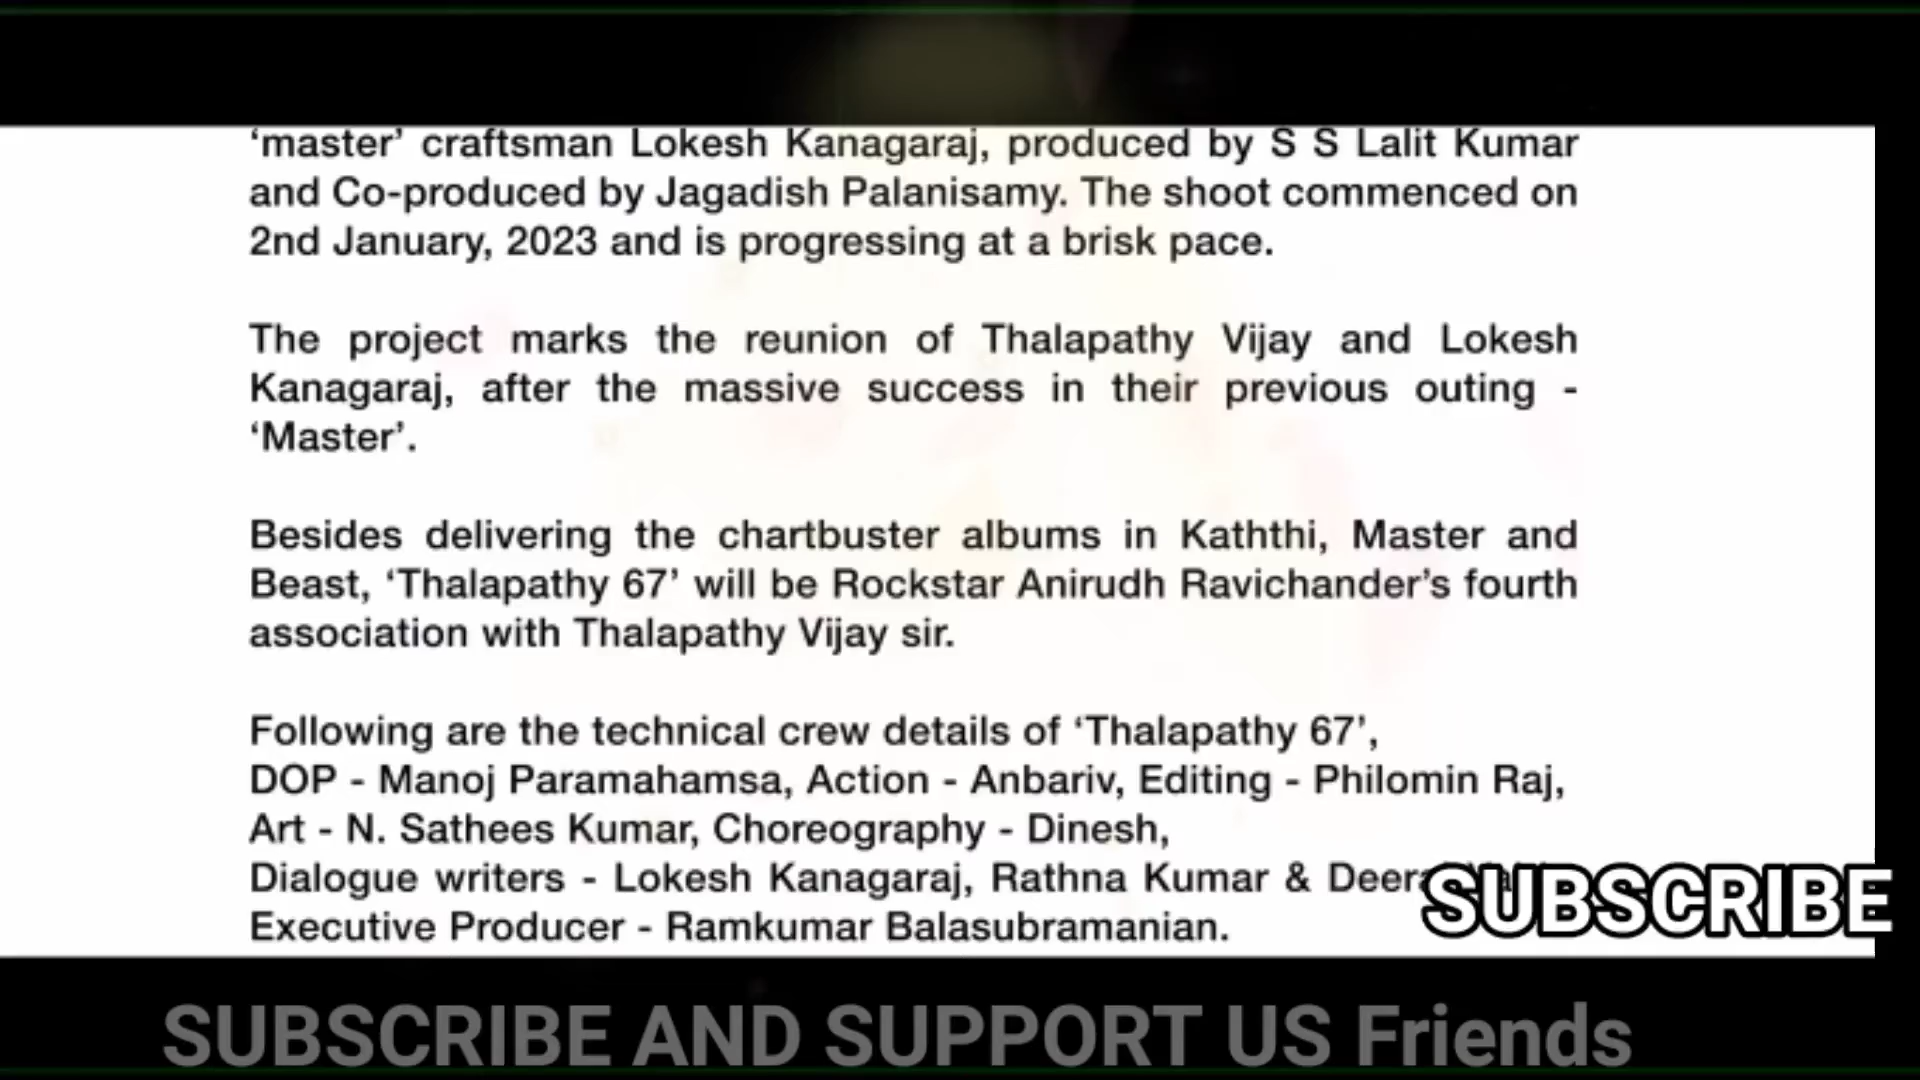 ‘master’ craftsman Lokesh Kanagaraj, produced by S S Lalit Kumar
and Co-produced by Jagadish Palanisamy. The shoot commenced on
2nd January, 2023 and is progressing at a brisk pace.
The project marks the reunion of Thalapathy Vijay and Lokesh
Kanagaraj, after the massive success in their previous outing -
‘Master’.
Besides delivering the chartbuster albums in Kaththi, Master and
Beast, ‘Thalapathy 67’ will be Rockstar Anirudh Ravichander’s fourth
association with Thalapathy Vijay sir.
Following are the technical crew details of ‘Thalapathy 67’,
DOP - Manoj Paramahamsa, Action - Anbariv, Editing - Philomin Raj,
Art - N. Sathees Kumar, Choreography - Dinesh,
Dialogue writers - Lokesh Kanagaraj, Rathna Kumar &
Executive Producer - Ramkumar Balasubramanian.
SUBSCRIBE
SUBSCRIBE AND SUPPORT US Friends